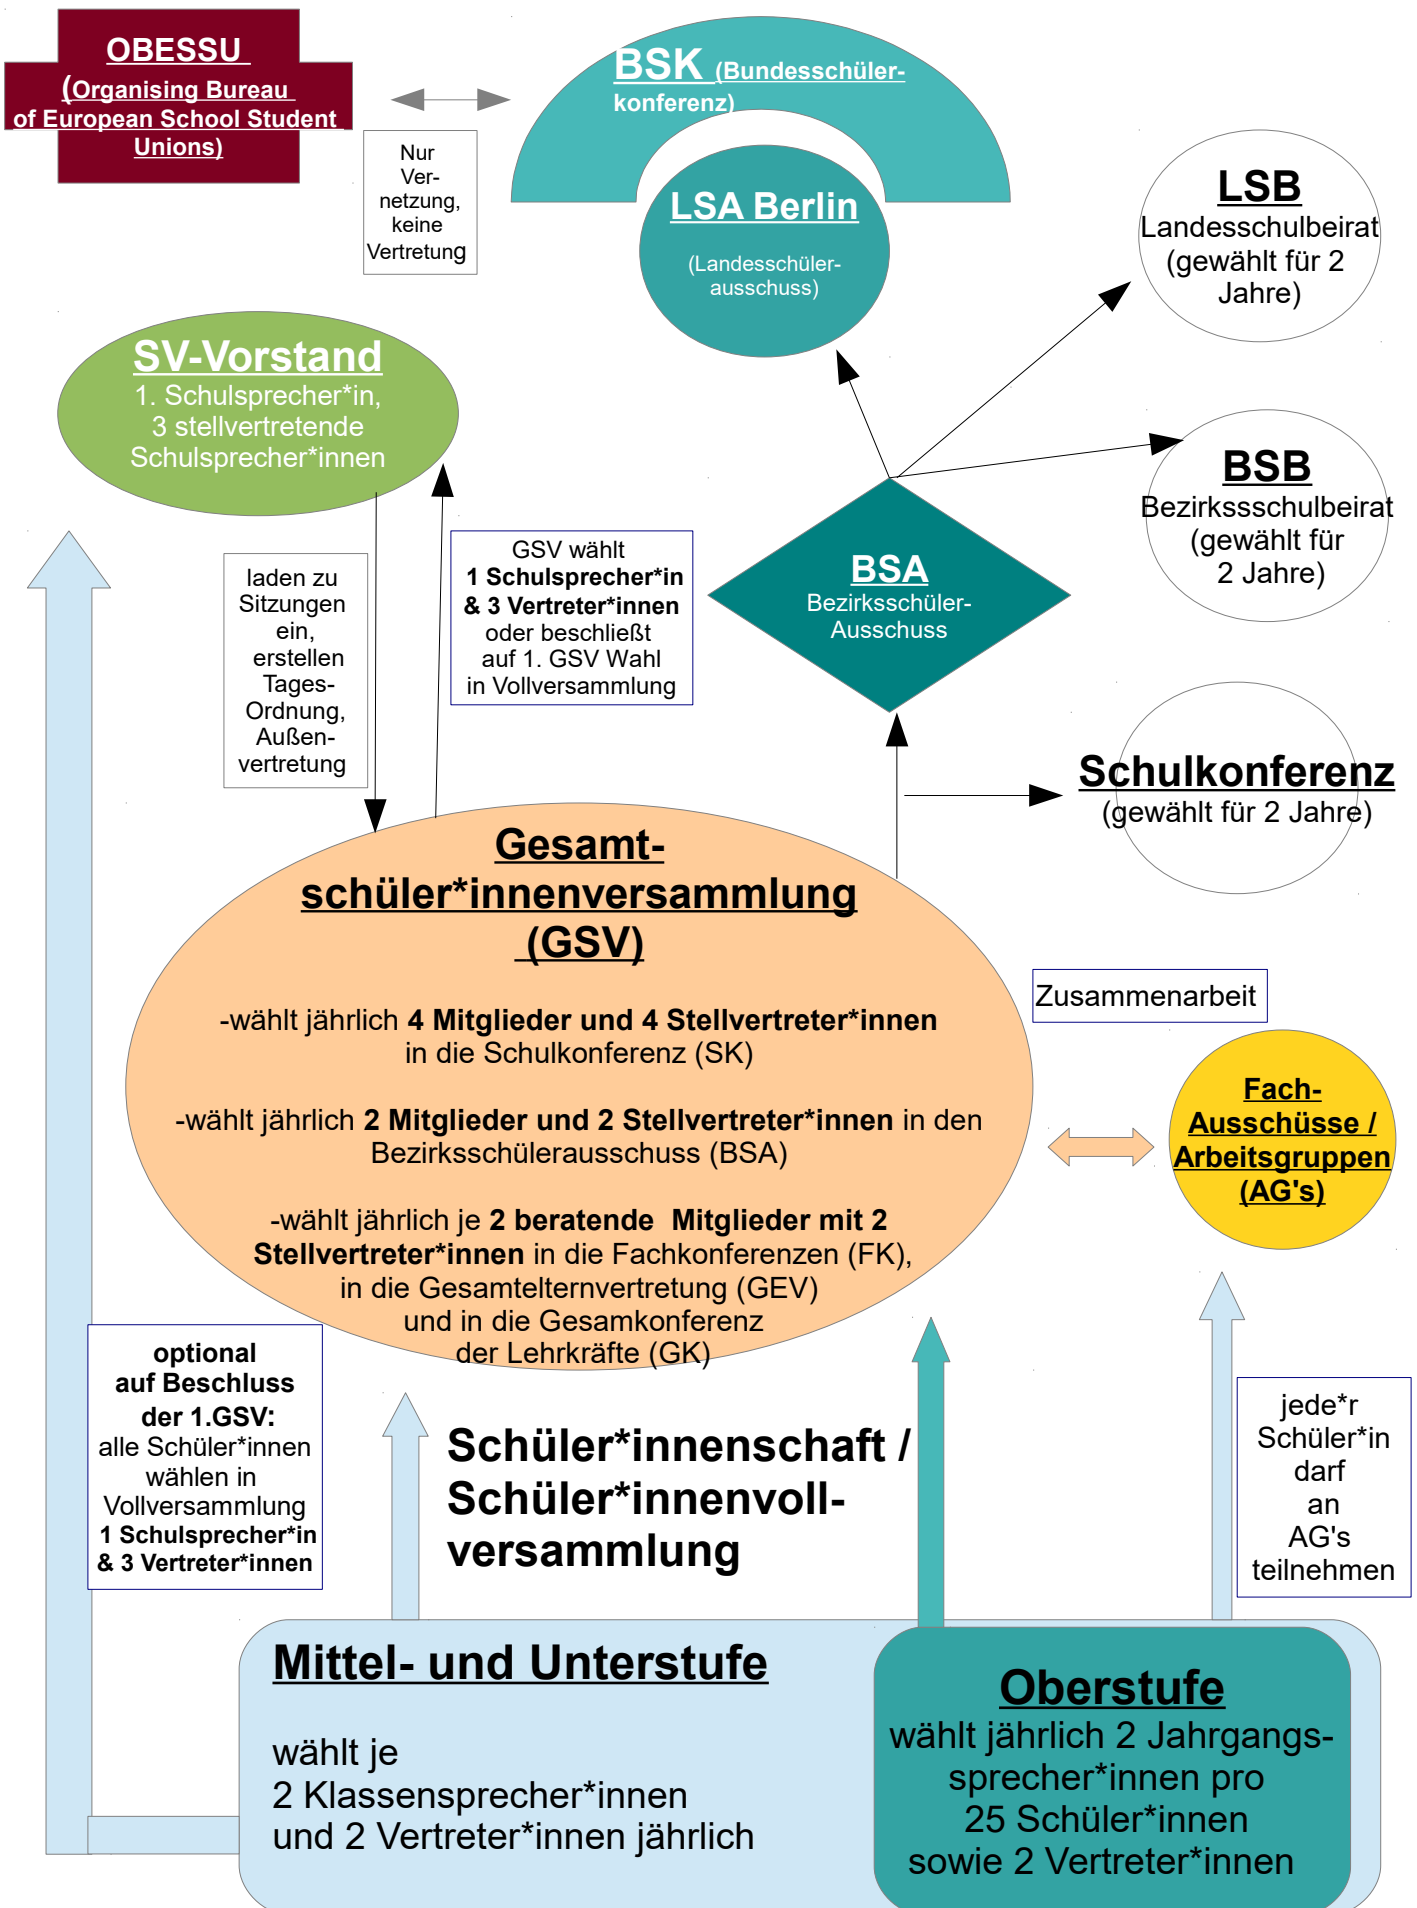 OBESSU
(Organising Bureau
of European School Student
Unions)
BSK (Bundesschüler-
konferenz)
Nur
Ver-
netzung,
keine
Vertretung
LSA Berlin
(Landesschüler-
ausschuss)
LSB
Landesschulbeirat
(gewählt für 2
Jahre)
SV-Vorstand
1. Schulsprecher*in,
3 stellvertretende
Schulsprecher*innen
BSB
Bezirkssschulbeirat
(gewählt für
2 Jahre)
laden zu
Sitzungen
ein,
erstellen
Tages-
Ordnung,
Außen-
vertretung
GSV wählt
1 Schulsprecher*in
& 3 Vertreter*innen
oder beschließt
auf 1. GSV Wahl
in Vollversammlung
BSA
Bezirksschüler-
Ausschuss
Schulkonferenz
(gewählt für 2 Jahre)
Gesamt-
schüler*innenversammlung
(GSV)
-wählt jährlich 4 Mitglieder und 4 Stellvertreter*innen
in die Schulkonferenz (SK)
-wählt jährlich 2 Mitglieder und 2 Stellvertreter*innen in den
Bezirksschülerausschuss (BSA)
-wählt jährlich je 2 beratende  Mitglieder mit 2
Stellvertreter*innen in die Fachkonferenzen (FK),
in die Gesamtelternvertretung (GEV)
und in die Gesamkonferenz
der Lehrkräfte (GK)
Zusammenarbeit
Fach-
Ausschüsse /
Arbeitsgruppen
(AG's)
optional
auf Beschluss
der 1.GSV:
alle Schüler*innen
wählen in
Vollversammlung
1 Schulsprecher*in
& 3 Vertreter*innen
Schüler*innenschaft /
Schüler*innenvoll-
versammlung
jede*r
Schüler*in
darf
an
AG's
teilnehmen
Mittel- und Unterstufe
wählt je
2 Klassensprecher*innen
und 2 Vertreter*innen jährlich
Oberstufe
wählt jährlich 2 Jahrgangs-
sprecher*innen pro
25 Schüler*innen
sowie 2 Vertreter*innen